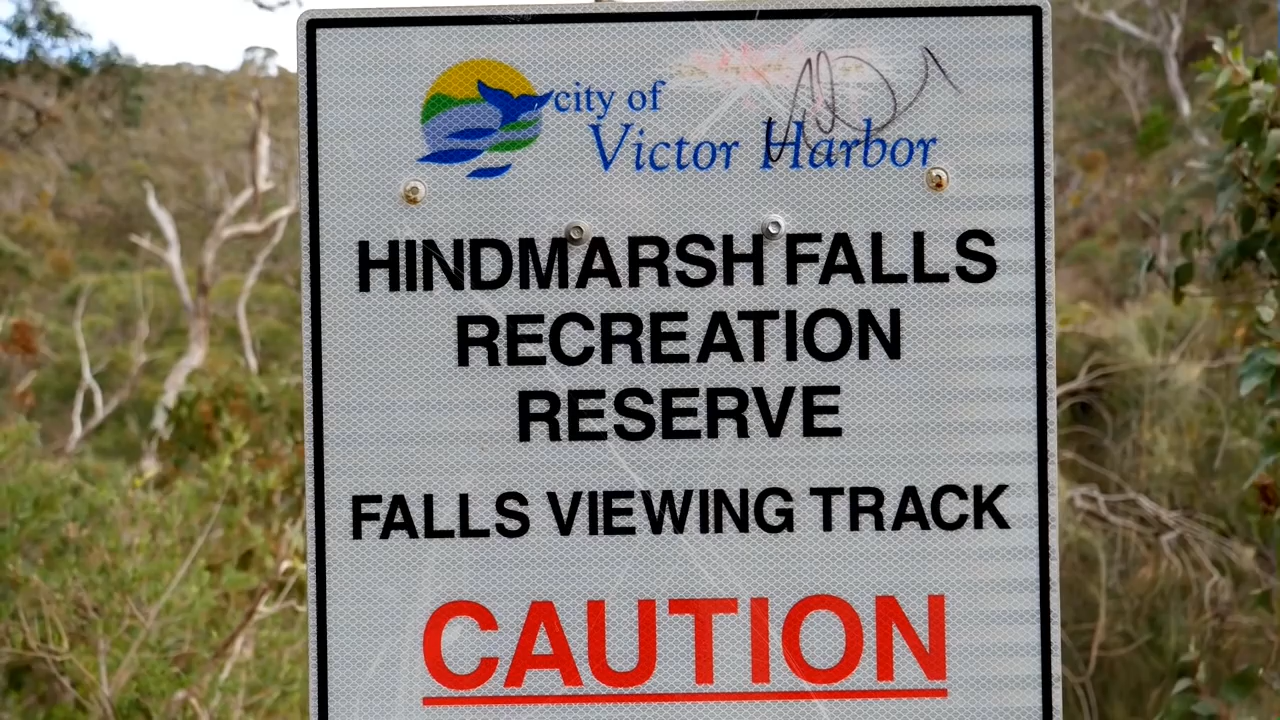 city of
Victor Harbor
HINDMARSH FALLS
RECREATION
RESERVE
FALLS VIEWING TRACK
CAUTION